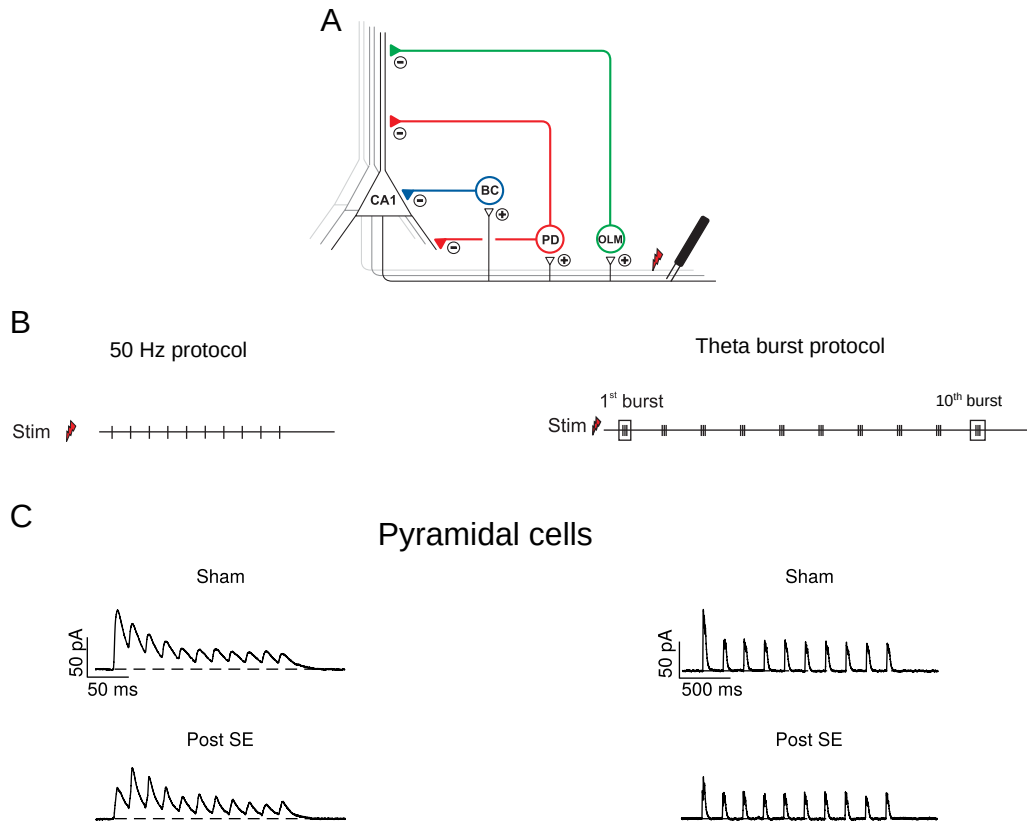 A
CA1
BC
PD
OLM
B
50 Hz protocol
Theta burst protocol
Stim
Stim
1st burst
10th burst
C
Pyramidal cells
Sham
Sham
50 pA
50 ms
50 pA
500 ms
Post SE
Post SE